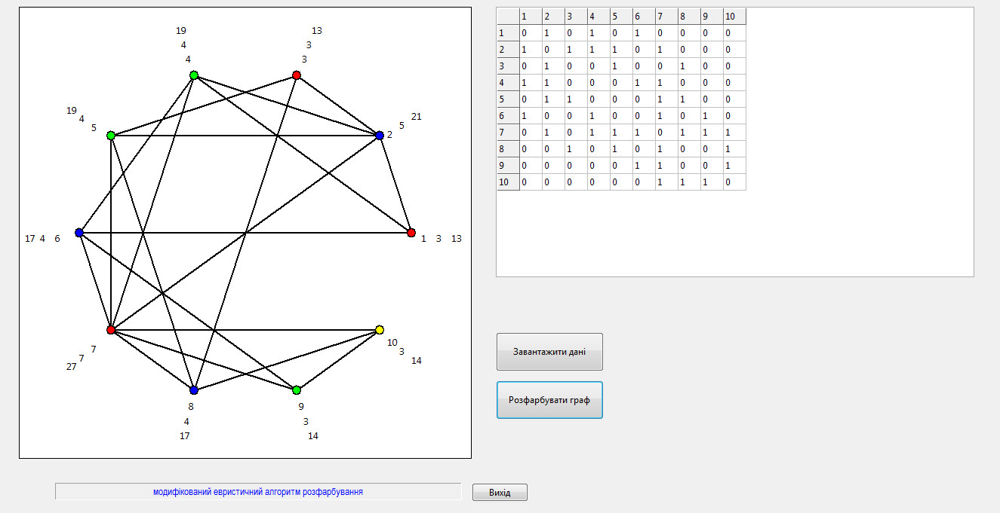 19
4
4
13
3
3
19
4
5
21
5
2
17 4 6
1 3 13
7
7
27
10
3
14
8
4
17
9
3
14
1 2 3 4 5 6 7 8 9 10
1 0 1 0 1 0 1 0 0 0 0
2 1 0 1 1 1 0 1 0 0 0
3 0 1 0 0 1 0 0 1 0 0
4 1 1 0 0 0 1 1 0 0 0
5 0 1 1 0 0 0 1 1 0 0
6 1 0 0 1 0 0 1 0 1 0
7 0 1 0 1 1 1 0 1 1 1
8 0 0 1 0 1 0 1 0 0 1
9 0 0 0 0 0 1 1 0 0 1
10 0 0 0 0 0 0 1 1 1 0
Завантажити дані
Розфарбувати граф
модифікований евристичний алгоритм розфарбування
Вихід